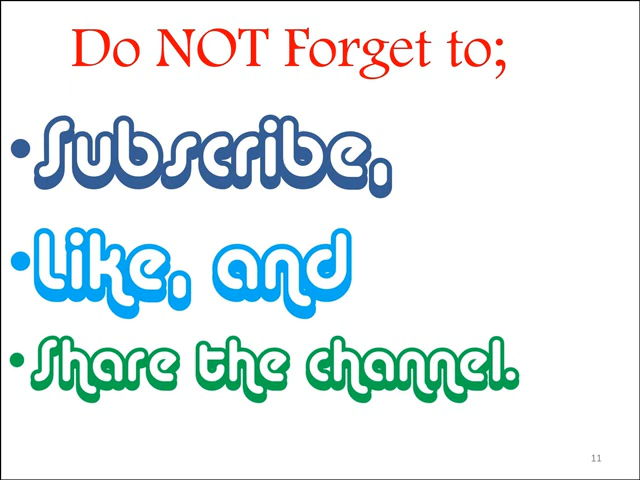 Do NOT Forget to;
•Subscribe,
•Like, and
•Share the channel.
11